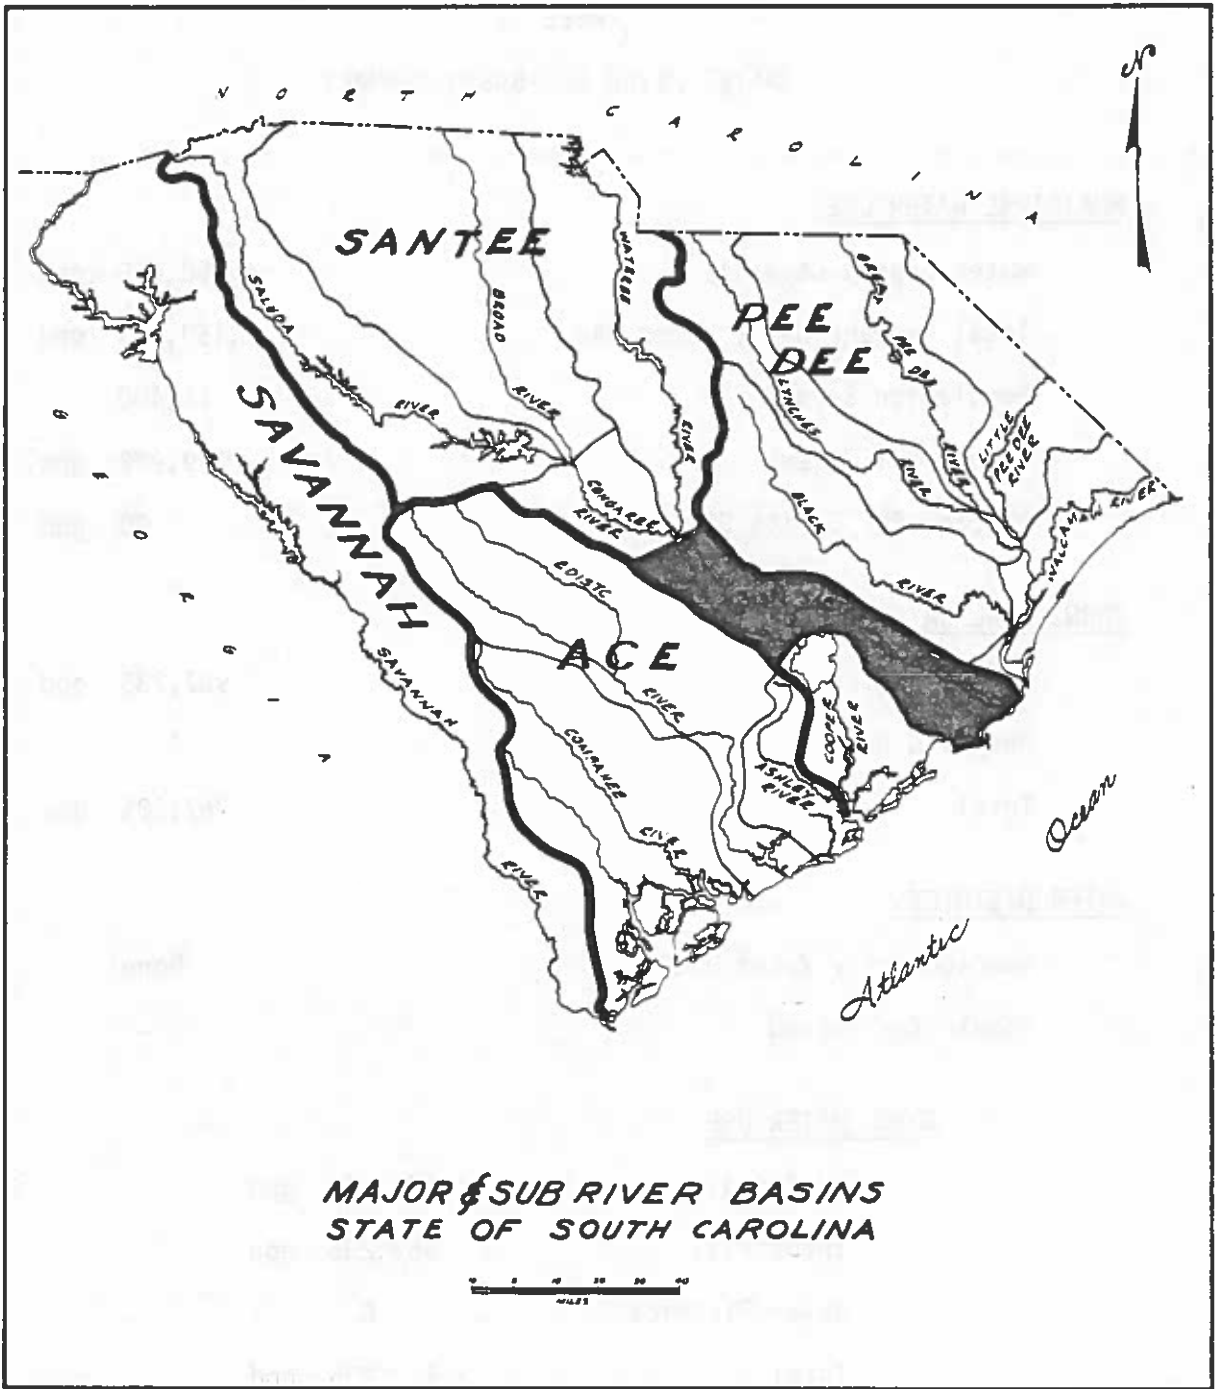 N
NORTH CAROLINA
SANTEE
WATEREE
RIVER
SALUDA
RIVER
BROAD
RIVER
CONGAREE
RIVER
PEE
DEE
GREAT
PEE DEE
RIVER
LYNCHES
RIVER
LITTLE
PEE DEE
RIVER
BLACK
RIVER
WACCAMAW RIVER
SAVANNAH
GEORGIA
EDISTO
RIVER
ACE
SAVANNAH
RIVER
COMBAHEE
RIVER
COOPER
RIVER
ASHLEY
RIVER
Atlantic Ocean
MAJOR & SUB RIVER BASINS
STATE OF SOUTH CAROLINA
MILES